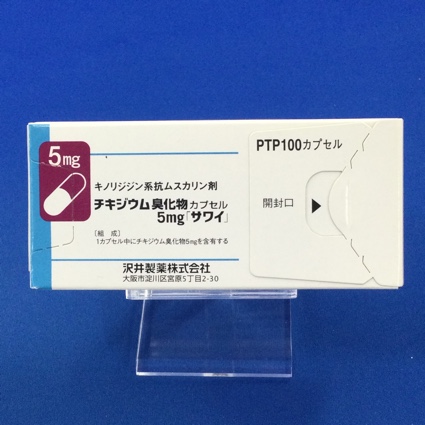 5mg
キノリジジン系抗ムスカリン剤
チキジウム臭化物カプセル
5mg「サワイ」
〔組成〕
1カプセル中にチキジウム臭化物5mgを含有する
沢井製薬株式会社
大阪市淀川区宮原5丁目2-30
PTP100カプセル
開封口